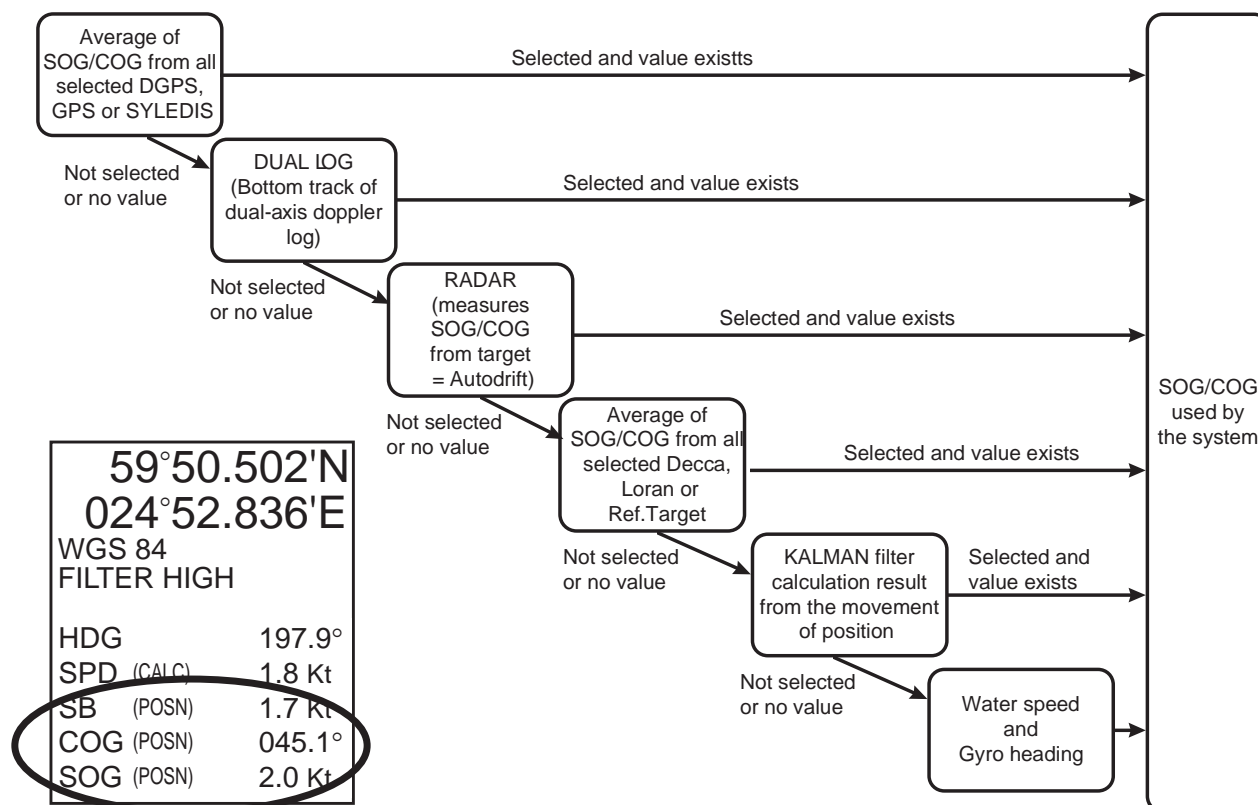 Average of
SOG/COG from all
selected DGPS,
GPS or SYLEDIS
Selected and value existts
Not selected
or no value
DUAL LOG
(Bottom track of
dual-axis doppler
log)
Selected and value exists
Not selected
or no value
RADAR
(measures
SOG/COG
from target
= Autodrift)
Selected and value exists
Not selected
or no value
Average of
SOG/COG from all
selected Decca,
Loran or
Ref.Target
Selected and value exists
Not selected
or no value
KALMAN filter
calculation result
from the movement
of position
Selected and
value exists
Not selected
or no value
Water speed
and
Gyro heading
SOG/COG
used by
the system
59°50.502'N
024°52.836'E
WGS 84
FILTER HIGH
HDG 197.9°
SPD (CALC) 1.8 Kt
SB (POSN) 1.7 Kt
COG (POSN) 045.1°
SOG (POSN) 2.0 Kt